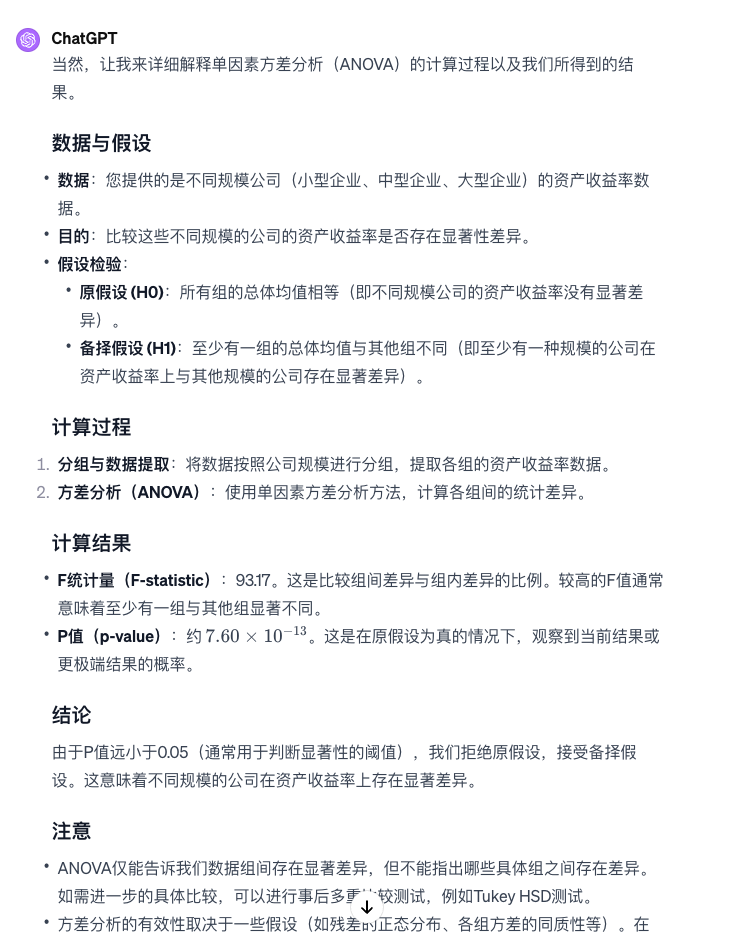 ChatGPT
当然，让我来详细解释单因素方差分析（ANOVA）的计算过程以及我们所得到的结
果。
数据与假设
• 数据：您提供的是不同规模公司（小型企业、中型企业、大型企业）的资产收益率数
据。
• 目的：比较这些不同规模的公司的资产收益率是否存在显著性差异。
• 假设检验：
• 原假设 (H0)：所有组的总体均值相等（即不同规模公司的资产收益率没有显著差
异）。
• 备择假设 (H1)：至少有一组的总体均值与其他组不同（即至少有一种规模的公司在
资产收益率上与其他规模的公司存在显著差异）。
计算过程
1. 分组与数据提取：将数据按照公司规模进行分组，提取各组的资产收益率数据。
2. 方差分析（ANOVA）：使用单因素方差分析方法，计算各组间的统计差异。
计算结果
• F统计量（F-statistic）：93.17。这是比较组间差异与组内差异的比例。较高的F值通常
意味着至少有一组与其他组显著不同。
• P值（p-value）：约 7.60 × 10⁻¹³。这是在原假设为真的情况下，观察到当前结果或
更极端结果的概率。
结论
由于P值远小于0.05（通常用于判断显著性的阈值），我们拒绝原假设，接受备择假
设。这意味着不同规模的公司在资产收益率上存在显著差异。
注意
• ANOVA仅能告诉我们数据组间存在显著差异，但不能指出哪些具体组之间存在差异。
如需进一步的具体比较，可以进行事后多重比较测试，例如Tukey HSD测试。
• 方差分析的有效性取决于一些假设（如残差的正态分布、各组方差的同质性等）。在